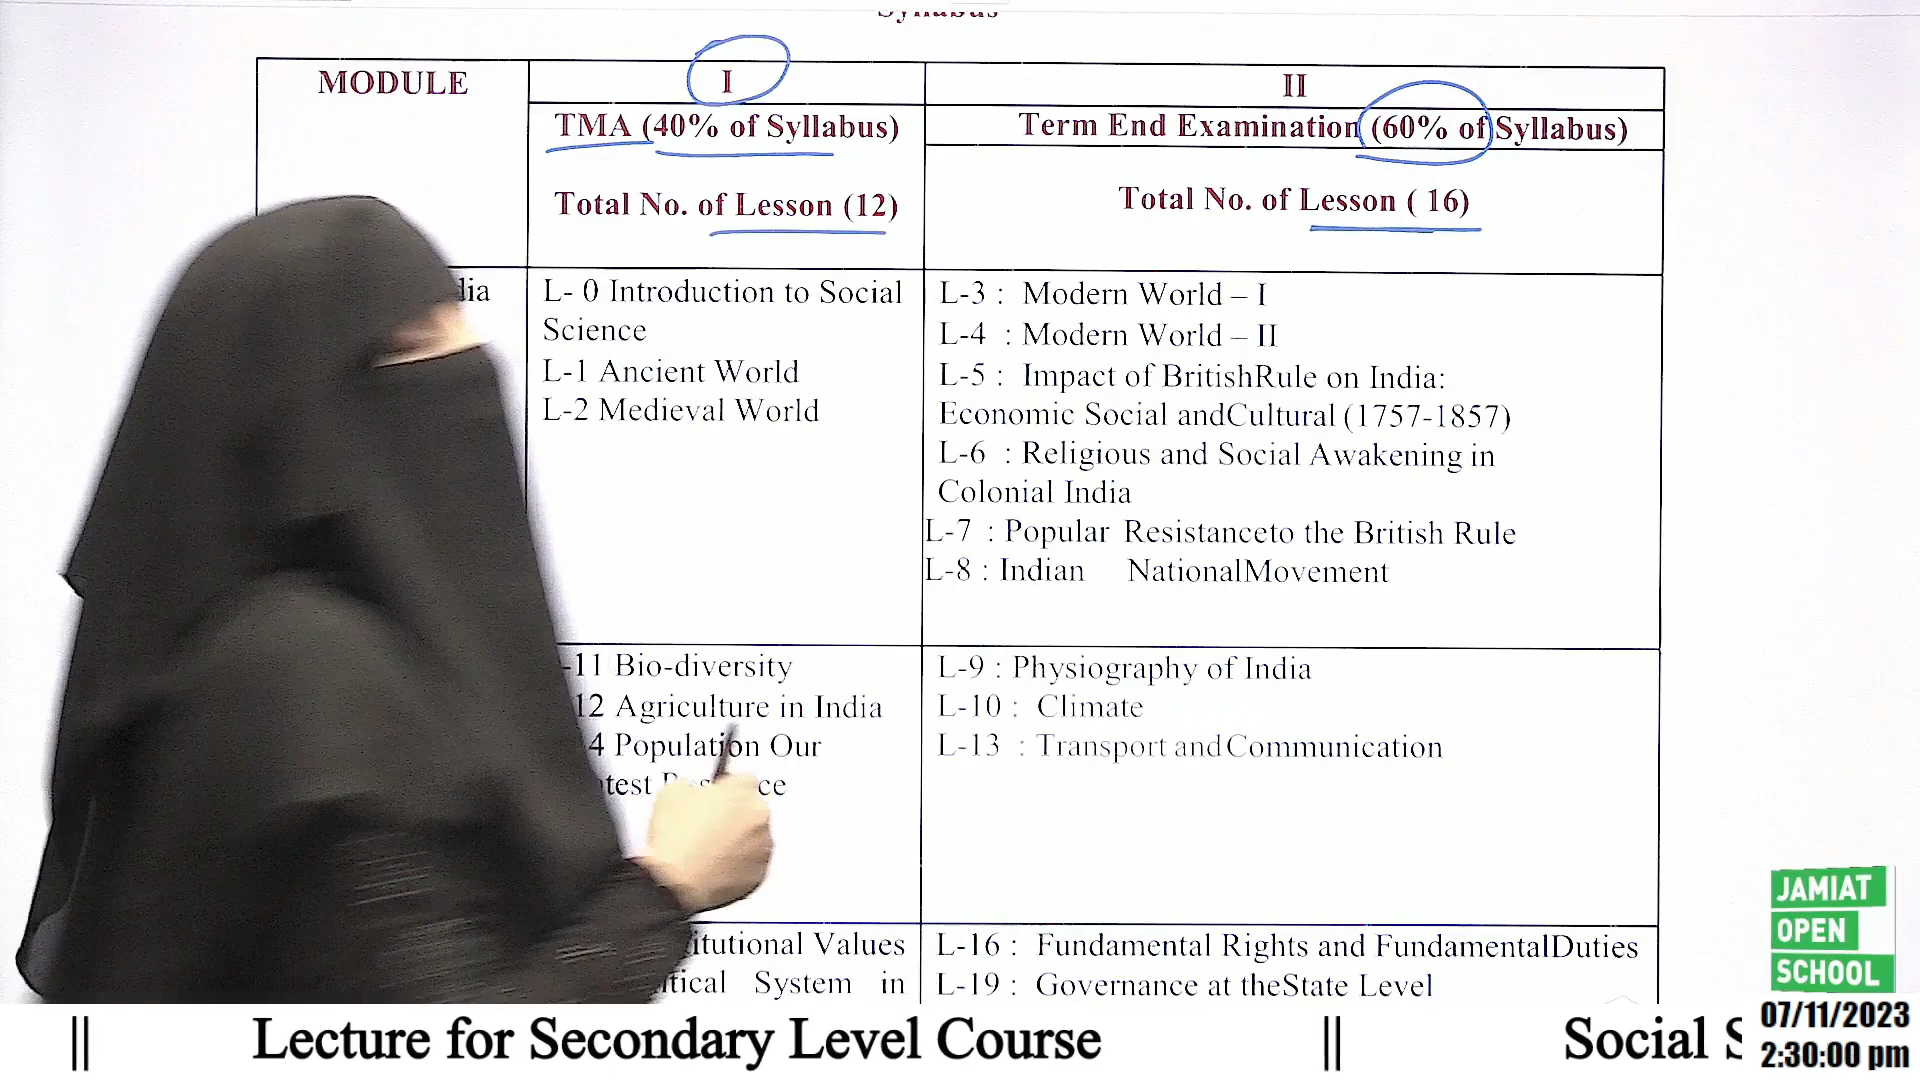 Syllabus
MODULE
I
II
TMA (40% of Syllabus)
Term End Examination (60% of Syllabus)
Total No. of Lesson (12)
Total No. of Lesson ( 16)
L- 0 Introduction to Social
Science
L-1 Ancient World
L-2 Medieval World
L-3 : Modern World – I
L-4 : Modern World – II
L-5 : Impact of BritishRule on India:
Economic Social andCultural (1757-1857)
L-6 : Religious and Social Awakening in
Colonial India
L-7 : Popular Resistanceto the British Rule
L-8 : Indian NationalMovement
-11 Bio-diversity
12 Agriculture in India
4 Population Our
L-9 : Physiography of India
L-10 : Climate
L-13 : Transport andCommunication
Values
System in
L-16 : Fundamental Rights and FundamentalDuties
L-19 : Governance at theState Level
JAMIAT
OPEN
SCHOOL
07/11/2023
2:30:00 pm
|| Lecture for Secondary Level Course || Social